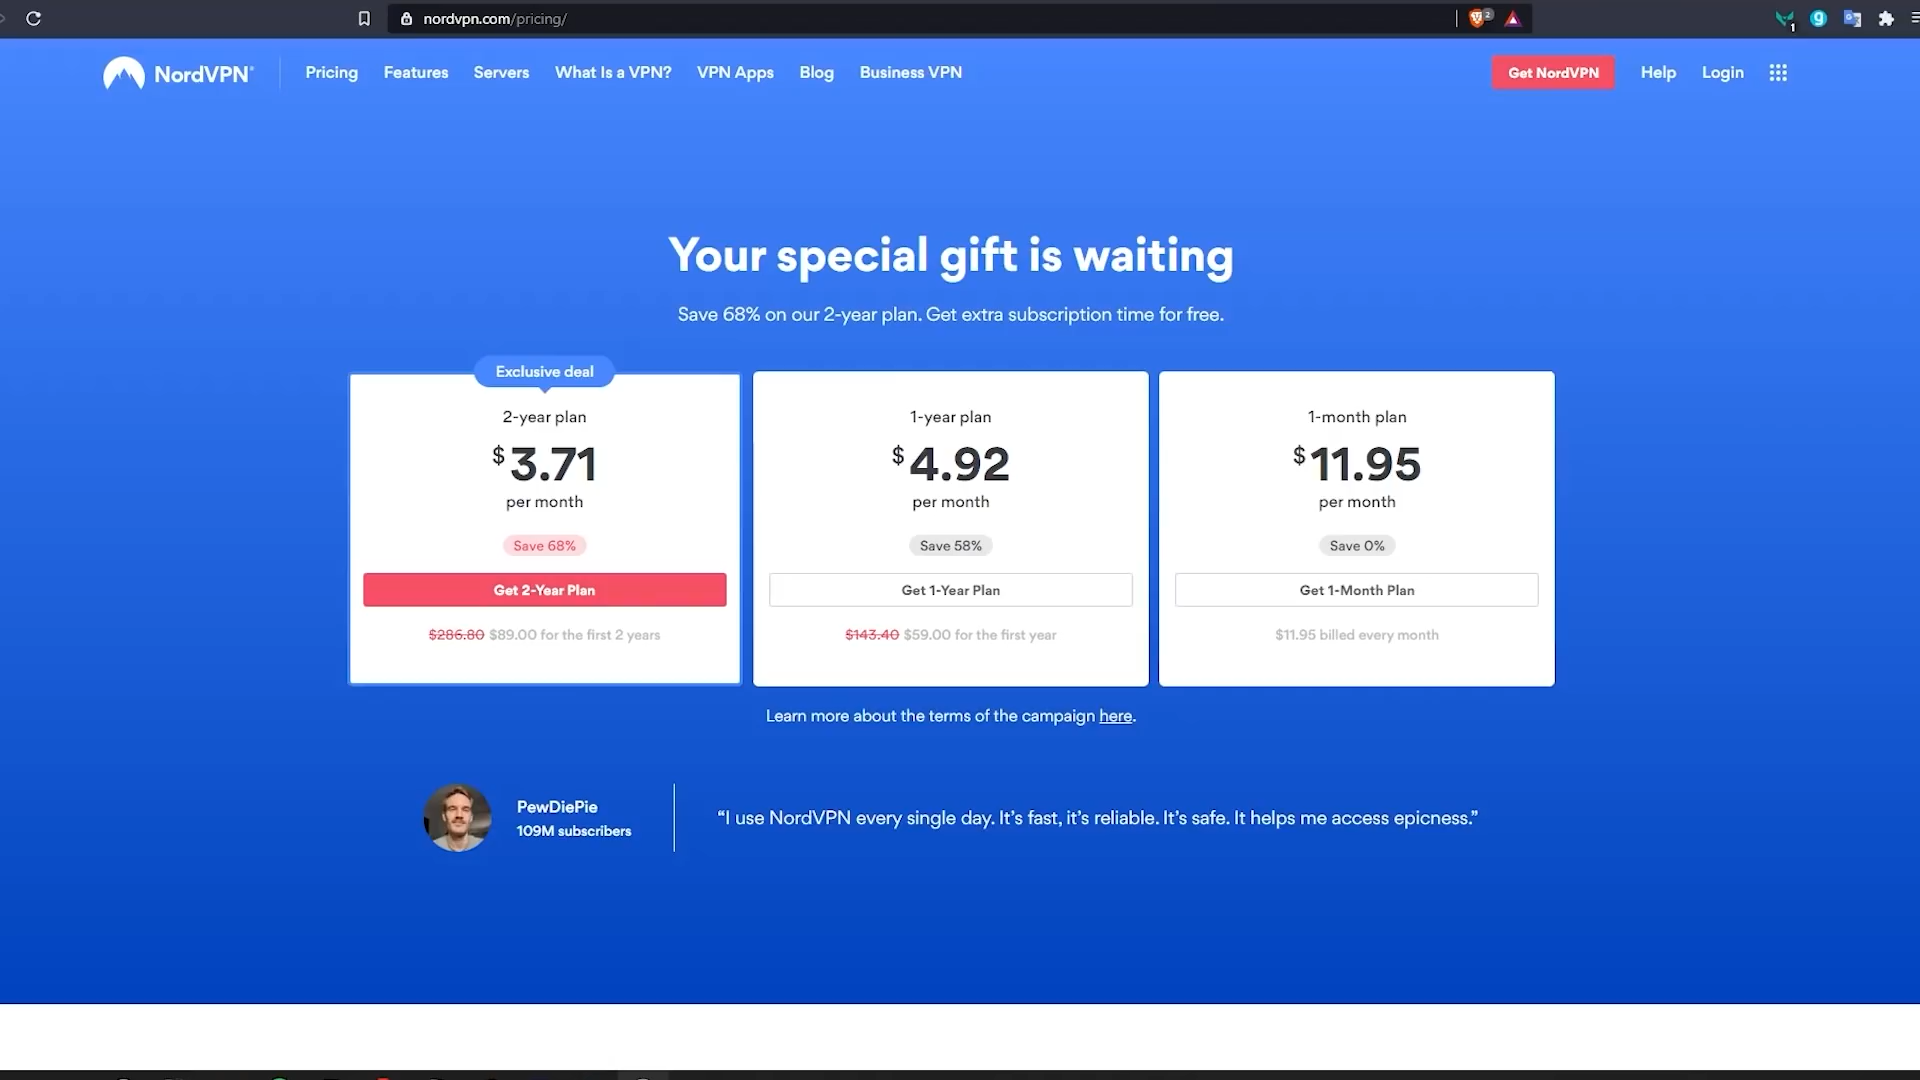 nordvpn.com/pricing/
2
1
g
NordVPN®
Pricing
Features
Servers
What Is a VPN?
VPN Apps
Blog
Business VPN
Get NordVPN
Help
Login
Your special gift is waiting
Save 68% on our 2-year plan. Get extra subscription time for free.
Exclusive deal
2-year plan
$3.71
per month
Save 68%
Get 2-Year Plan
$286.80 $89.00 for the first 2 years
1-year plan
$4.92
per month
Save 58%
Get 1-Year Plan
$143.40 $59.00 for the first year
1-month plan
$11.95
per month
Save 0%
Get 1-Month Plan
$11.95 billed every month
Learn more about the terms of the campaign here.
PewDiePie
109M subscribers
“I use NordVPN every single day. It’s fast, it’s reliable. It’s safe. It helps me access epicness.”